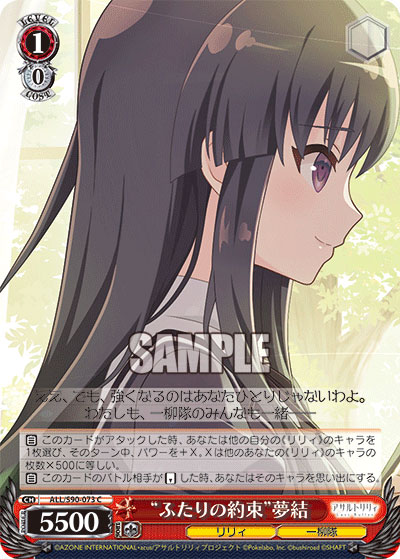 LEVEL
1
0
COST
SAMPLE
ええ、でも、強くなるのはあなたひとりじゃないわよ。
わたしも、一柳隊のみんなも一緒――
【自】このカードがアタックした時、あなたは他の自分の《リリィ》のキャラを
1枚選び、そのターン中、パワーを+X。Xは他のあなたの《リリィ》のキャラの
枚数×500に等しい。
【自】このカードのバトル相手が の時、あなたはそのキャラを思い出にする。
CH ALL/S90-073 C
POWER
5500
“ふたりの約束”夢結
リリィ
一柳隊
アサルトリリィ
©AZONE INTERNATIONAL・acus/アサルトリリィプロジェクト ©Pokelabo, Inc. ©bushiroad ©SHAFT